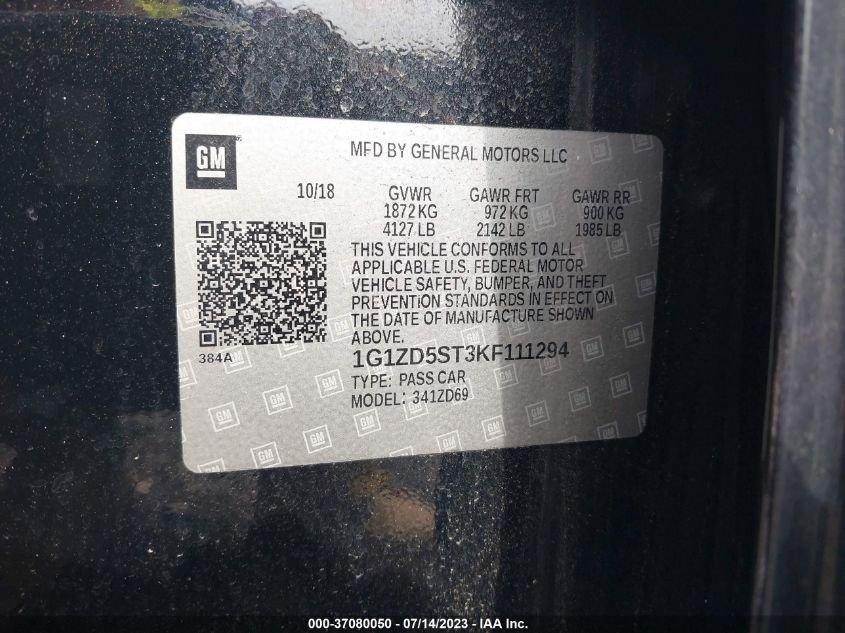 GM
MFD BY GENERAL MOTORS LLC
10/18 GVWR GAWR FRT GAWR RR
1872 KG 972 KG 900 KG
4127 LB 2142 LB 1985 LB
THIS VEHICLE CONFORMS TO ALL
APPLICABLE U.S. FEDERAL MOTOR
VEHICLE SAFETY, BUMPER, AND THEFT
PREVENTION STANDARDS IN EFFECT ON
THE DATE OF MANUFACTURE SHOWN
ABOVE.
384A
1G1ZD5ST3KF111294
TYPE: PASS CAR
MODEL: 341ZD69
000-37080050 / 07/14/2023 - IAA Inc.